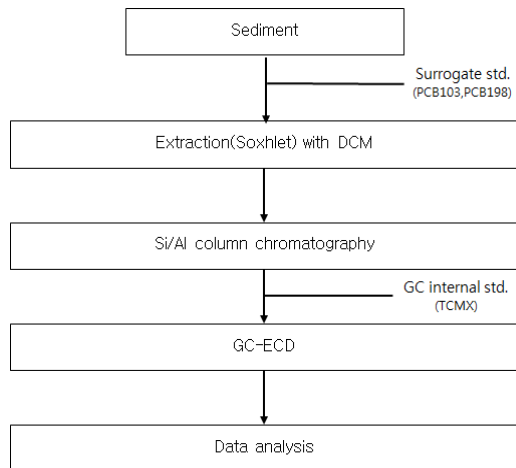 Sediment
Surrogate std.
(PCB103,PCB198)
Extraction(Soxhlet) with DCM
Si/Al column chromatography
GC internal std.
(TCMX)
GC-ECD
Data analysis